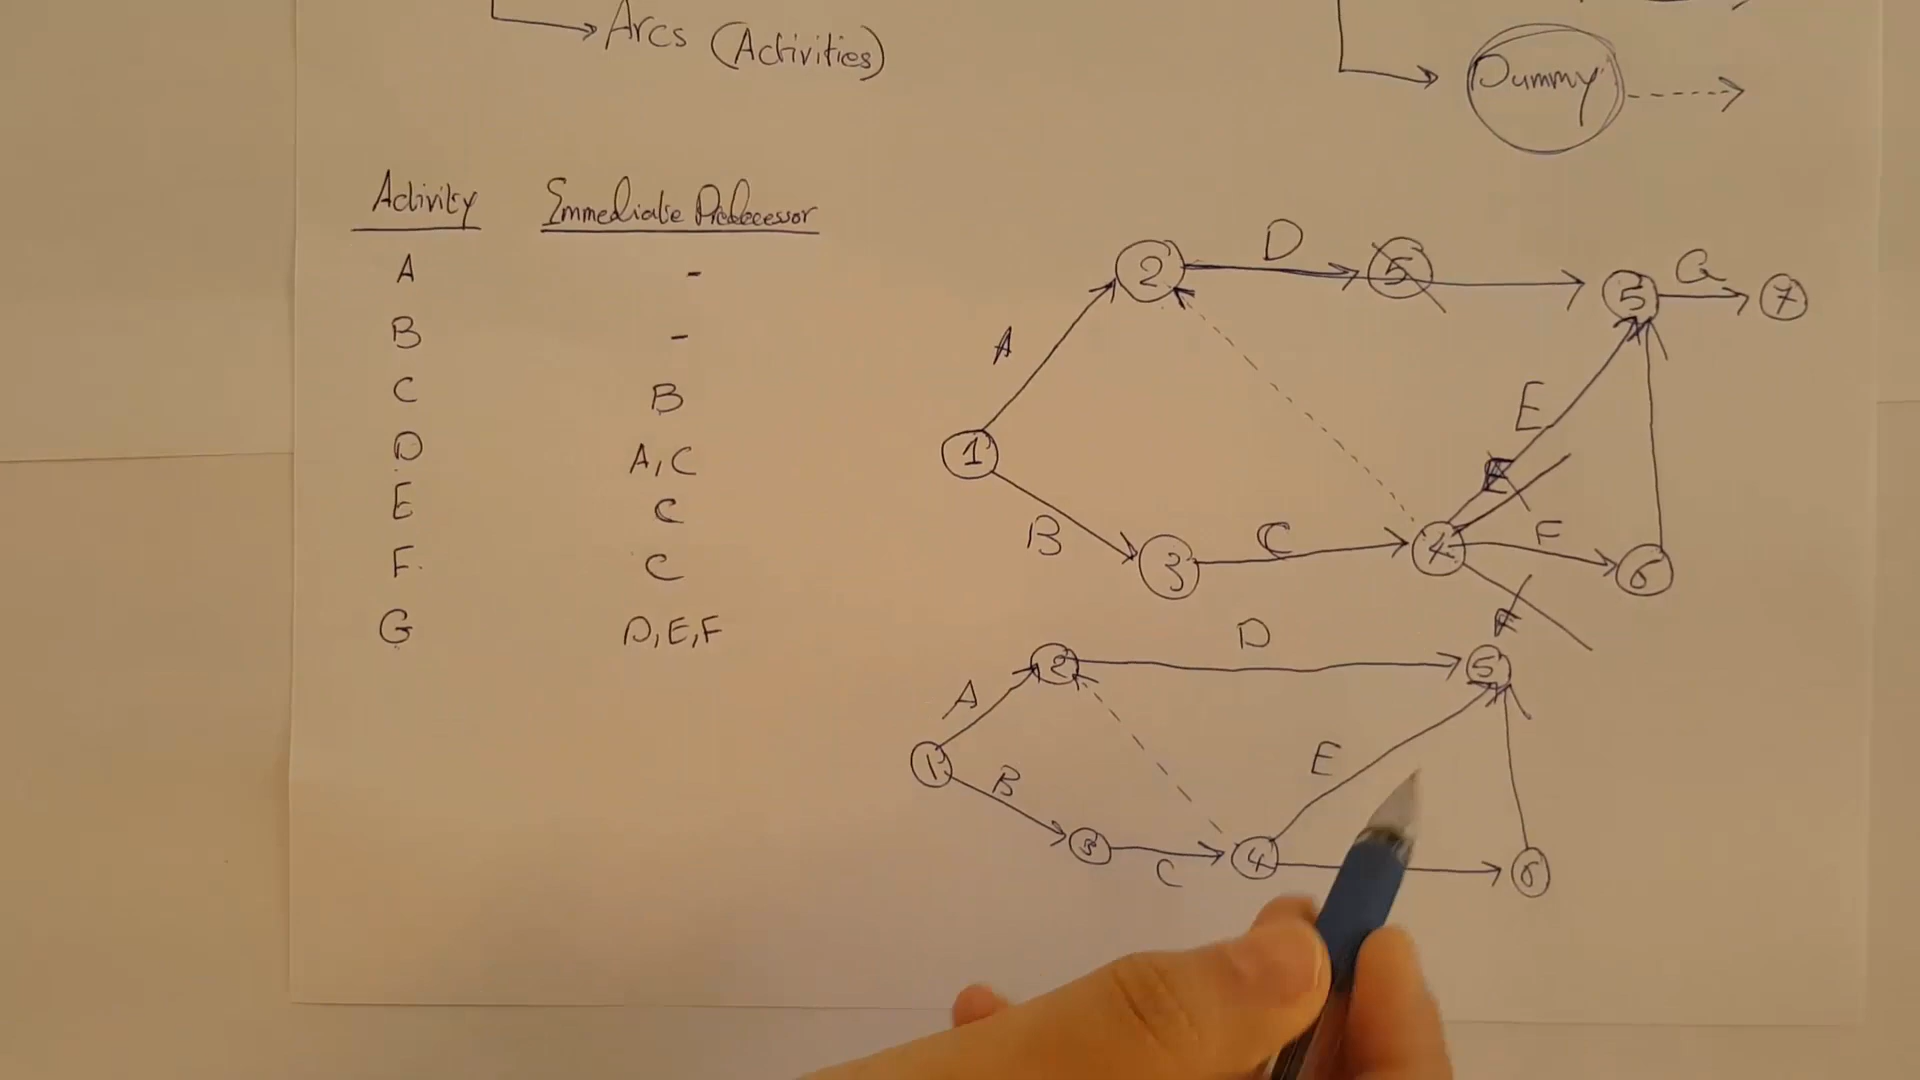 Arcs (Activities)
Dummy
Activity Immediate Predecessor
A -
B -
C B
D A, C
E C
F C
G D, E, F
D
2
5
5
G
7
A
E
1
E
B
3
C
4
F
6
F
D
2
5
A
1
B
E
3
C
4
6